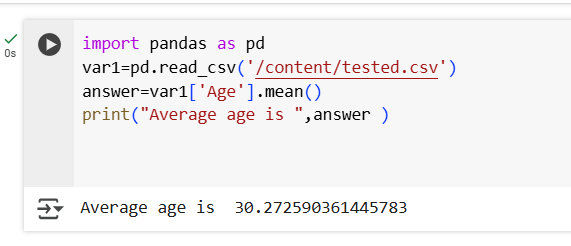 import pandas as pd
0s
var1=pd.read_csv('/content/tested.csv')
answer=var1['Age'].mean()
print("Average age is ",answer )
Average age is  30.272590361445783